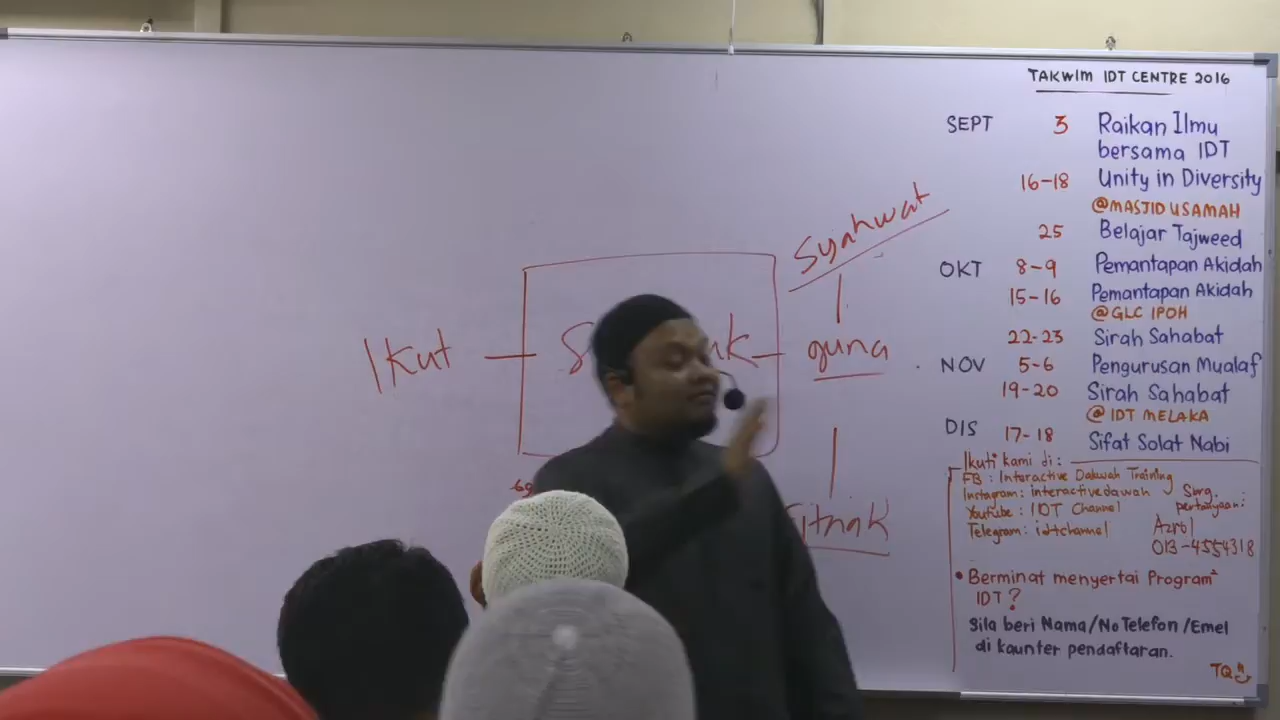 TAKWIM IDT CENTRE 2016
SEPT 3 Raikan Ilmu
bersama IDT
16-18 Unity in Diversity
@MASJID USAMAH
25 Belajar Tajweed
OKT 8-9 Pemantapan Akidah
15-16 Pemantapan Akidah
@GLC IPOH
22-23 Sirah Sahabat
NOV 5-6 Pengurusan Mualaf
19-20 Sirah Sahabat
@ IDT MELAKA
DIS 17-18 Sifat Solat Nabi
Ikuti kami di:
FB: Interactive Dakwah Training
Instagram: interactivedawah
Youtube: IDT Channel
Telegram: idtchannel
Sbrg.
pertanyaan:
Azrol
013-4554318
• Berminat menyertai Program²
IDT?
Sila beri Nama/No Telefon/Emel
di kaunter pendaftaran.
TQ
Syahwat
Ikut
guna